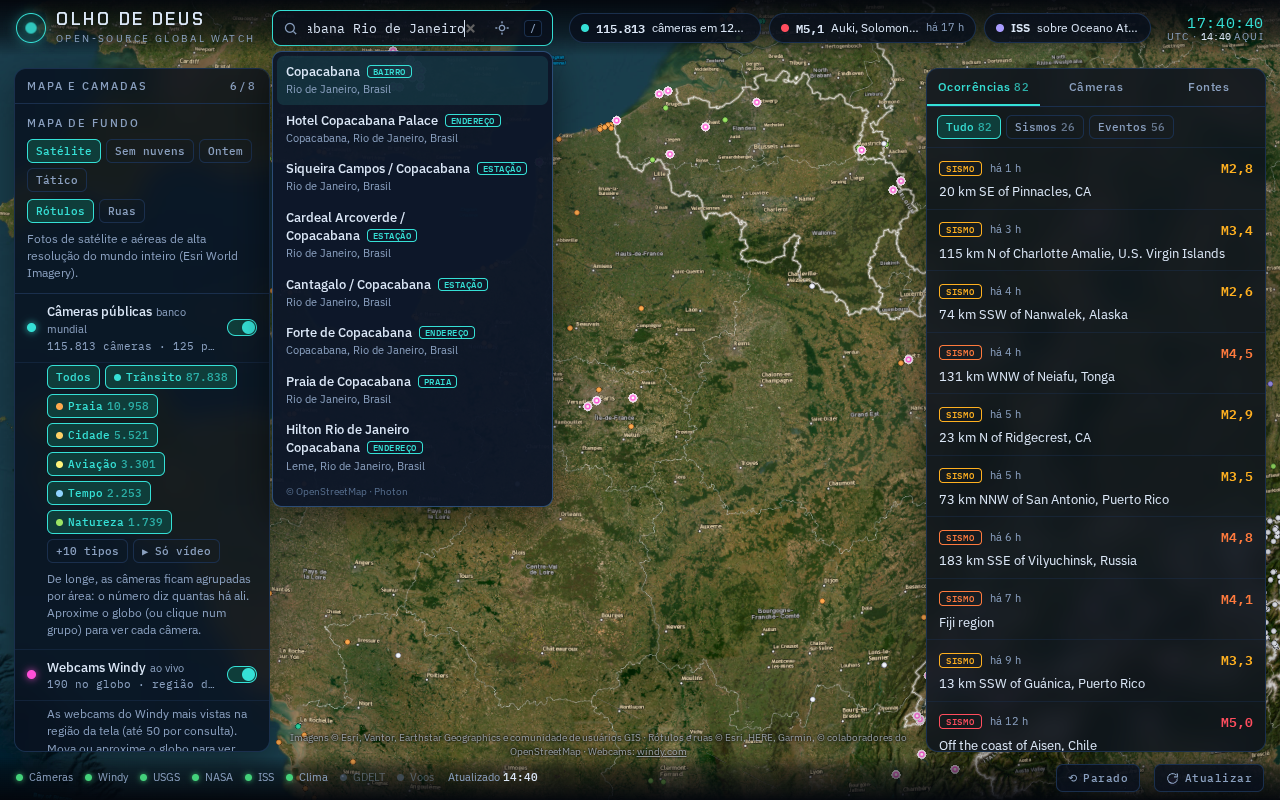 OLHO DE DEUS
OPEN-SOURCE GLOBAL WATCH
abana Rio de Janeiro
/
115.813 câmeras em 12...
M5,1 Auki, Solomon... há 17 h
ISS sobre Oceano At...
17:40:40
UTC · 14:40 AQUI
MAPA E CAMADAS 6/8
MAPA DE FUNDO
Satélite Sem nuvens Ontem
Tático
Rótulos Ruas
Fotos de satélite e aéreas de alta
resolução do mundo inteiro (Esri World
Imagery).
Câmeras públicas banco
mundial
115.813 câmeras · 125 p…
Todos Trânsito 87.838
Praia 10.958
Cidade 5.521
Aviação 3.301
Tempo 2.253
Natureza 1.739
+10 tipos ▶ Só vídeo
De longe, as câmeras ficam agrupadas
por área: o número diz quantas há ali.
Aproxime o globo (ou clique num
grupo) para ver cada câmera.
Webcams Windy ao vivo
190 no globo · região d…
As webcams do Windy mais vistas na
região da tela (até 50 por consulta).
Mova ou aproxime o globo para ver
Copacabana BAIRRO
Rio de Janeiro, Brasil
Hotel Copacabana Palace ENDEREÇO
Copacabana, Rio de Janeiro, Brasil
Siqueira Campos / Copacabana ESTAÇÃO
Rio de Janeiro, Brasil
Cardeal Arcoverde /
Copacabana ESTAÇÃO
Rio de Janeiro, Brasil
Cantagalo / Copacabana ESTAÇÃO
Rio de Janeiro, Brasil
Forte de Copacabana ENDEREÇO
Copacabana, Rio de Janeiro, Brasil
Praia de Copacabana PRAIA
Rio de Janeiro, Brasil
Hilton Rio de Janeiro
Copacabana ENDEREÇO
Leme, Rio de Janeiro, Brasil
© OpenStreetMap · Photon
Ocorrências 82 Câmeras Fontes
Tudo 82 Sismos 26 Eventos 56
SISMO há 1 h M2,8
20 km SE of Pinnacles, CA
SISMO há 3 h M3,4
115 km N of Charlotte Amalie, U.S. Virgin Islands
SISMO há 4 h M2,6
74 km SSW of Nanwalek, Alaska
SISMO há 4 h M4,5
131 km WNW of Neiafu, Tonga
SISMO há 5 h M2,9
23 km N of Ridgecrest, CA
SISMO há 5 h M3,5
73 km NNW of San Antonio, Puerto Rico
SISMO há 6 h M4,8
183 km SSE of Vilyuchinsk, Russia
SISMO há 7 h M4,1
Fiji region
SISMO há 9 h M3,3
13 km SSW of Guánica, Puerto Rico
SISMO há 12 h M5,0
Off the coast of Aisen, Chile
Imagens © Esri, Vantor, Earthstar Geographics e comunidade de usuários GIS · Rótulos e ruas © Esri, HERE, Garmin, © colaboradores do
OpenStreetMap · Webcams: windy.com
Câmeras Windy USGS NASA ISS Clima GDELT Voos Atualizado 14:40
Parado Atualizar